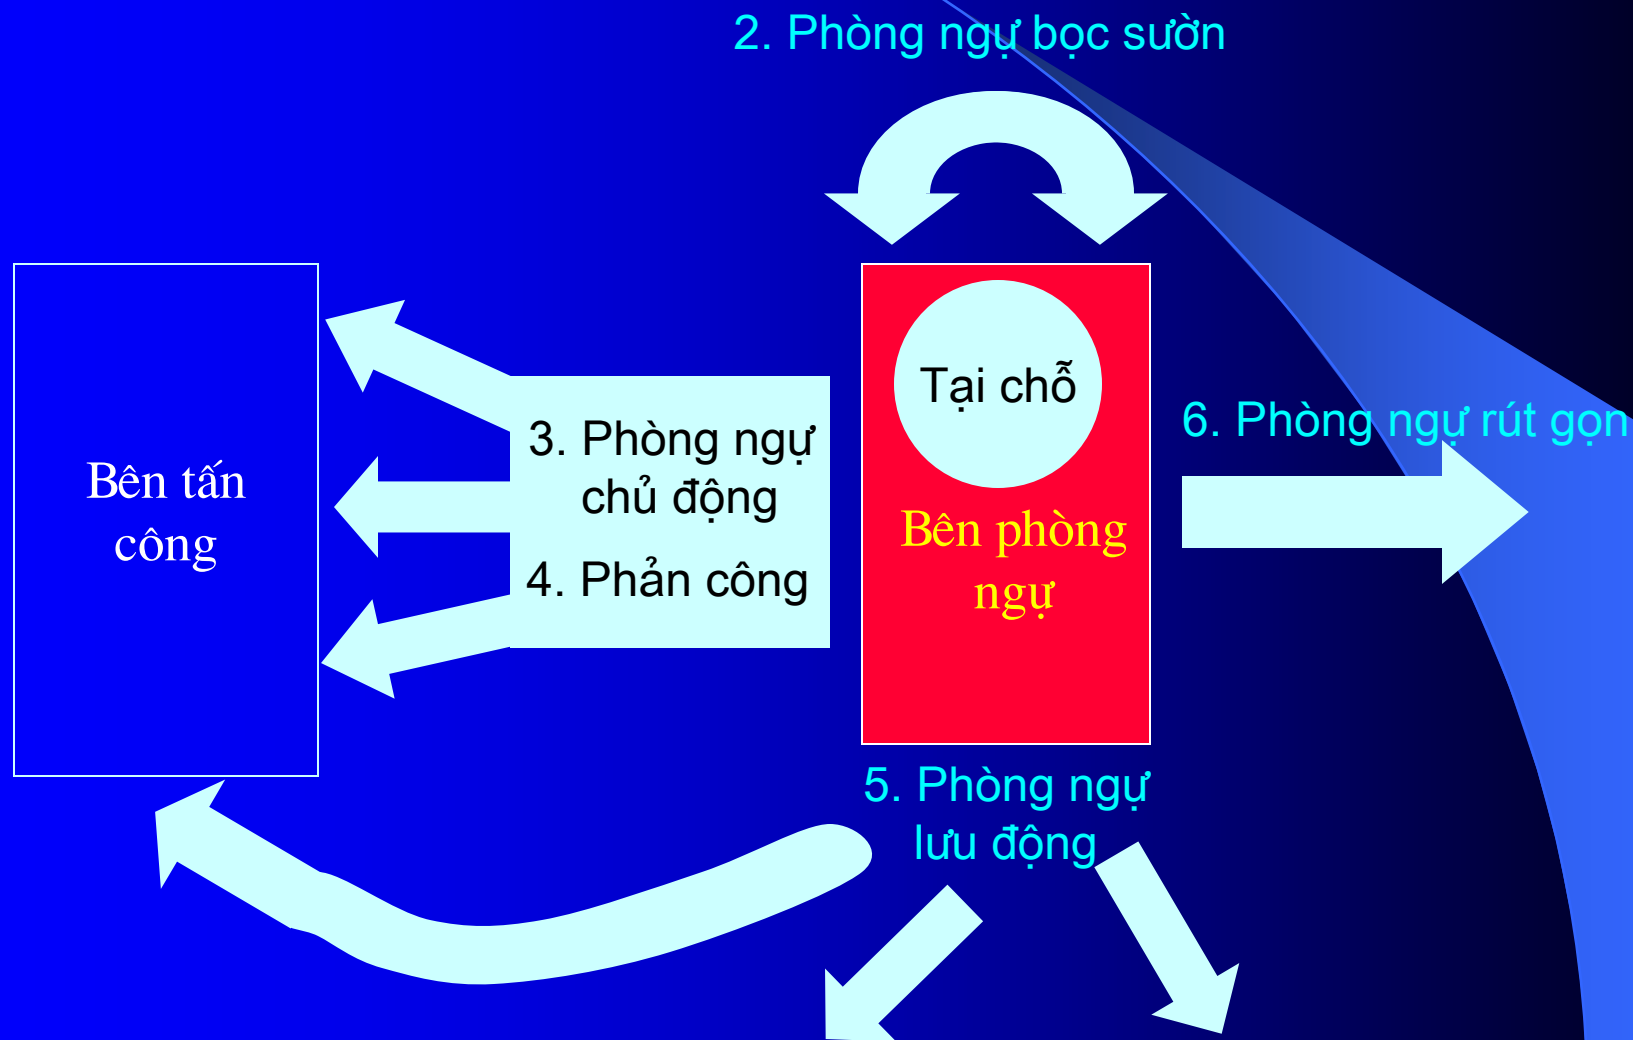 2. Phòng ngự bọc sườn
Bên tấn
công
3. Phòng ngự
chủ động
4. Phản công
Tại chỗ
Bên phòng
ngự
6. Phòng ngự rút gọn
5. Phòng ngự
lưu động